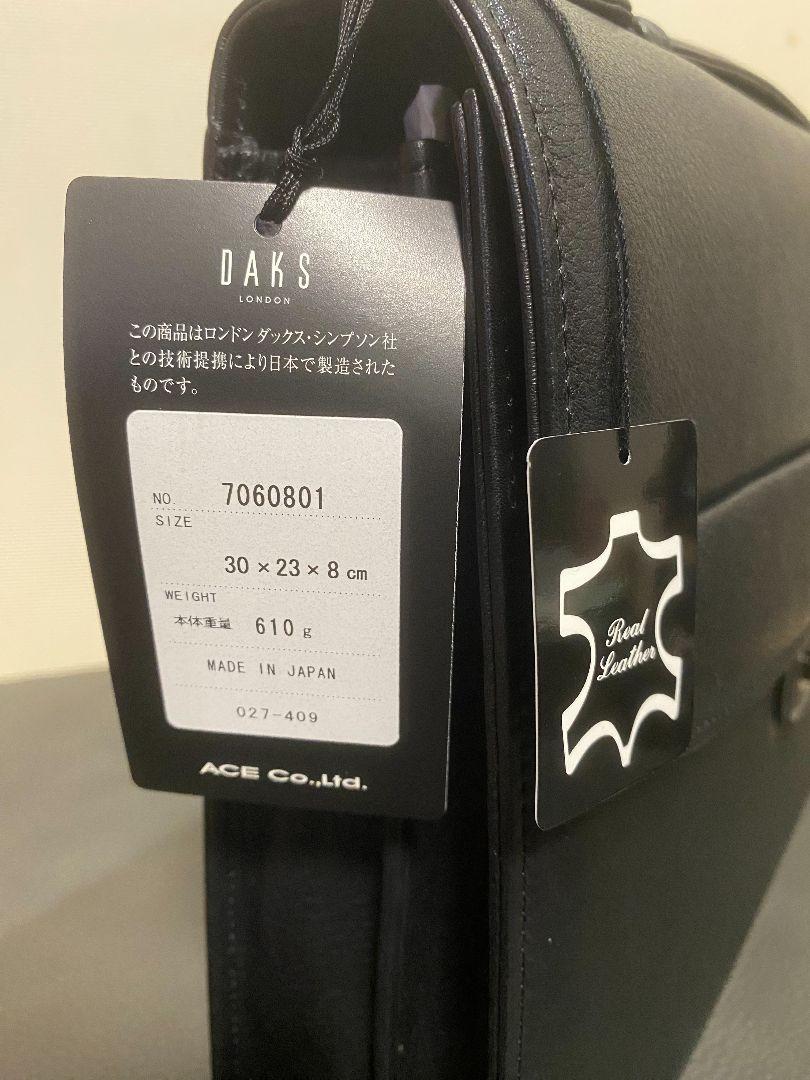 DAKS
LONDON
この商品はロンドン ダックス・シンプソン社
との技術提携により日本で製造された
ものです。
NO. 7060801
SIZE
30 × 23 × 8 cm
WEIGHT
本体重量 610 g
MADE IN JAPAN
027-409
ACE Co.,Ltd.
Real
Leather